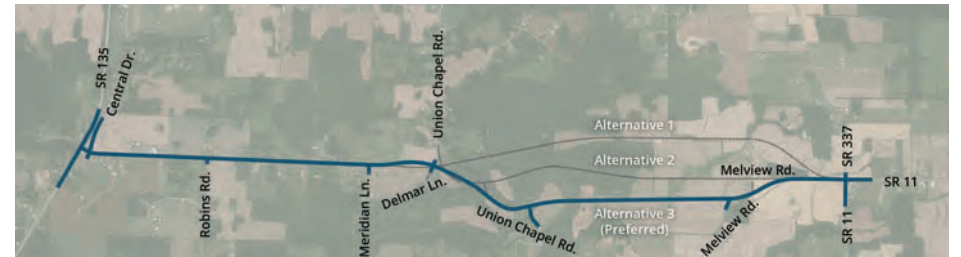 SR 135
Central Dr.
Robins Rd.
Meridian Ln.
Union Chapel Rd.
Delmar Ln.
Union Chapel Rd.
Alternative 1
Alternative 2
Alternative 3
(Preferred)
Melview Rd.
Melview Rd.
SR 337
SR 11
SR 11